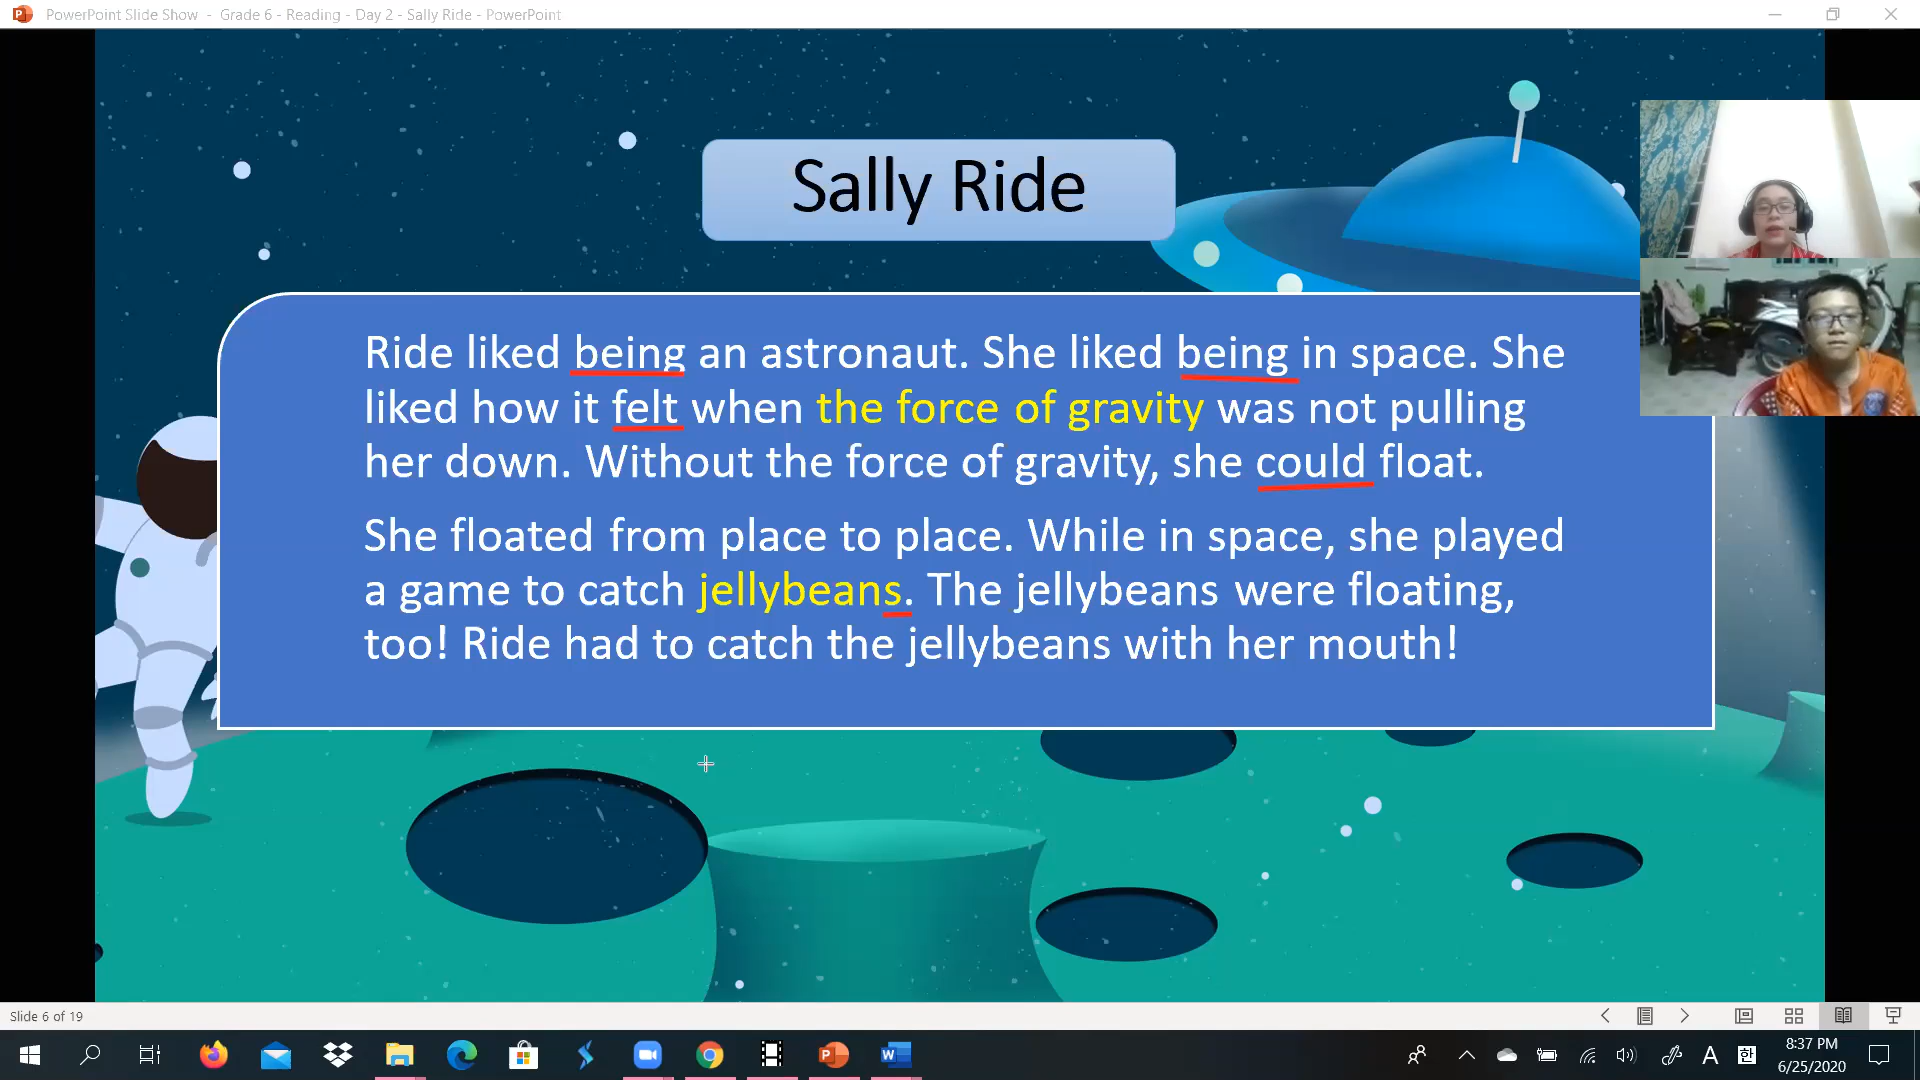 PowerPoint Slide Show - Grade 6 - Reading - Day 2 - Sally Ride - PowerPoint
Sally Ride
Ride liked being an astronaut. She liked being in space. She
liked how it felt when the force of gravity was not pulling
her down. Without the force of gravity, she could float.
She floated from place to place. While in space, she played
a game to catch jellybeans. The jellybeans were floating,
too! Ride had to catch the jellybeans with her mouth!
Slide 6 of 19
A
한
8:37 PM
6/25/2020